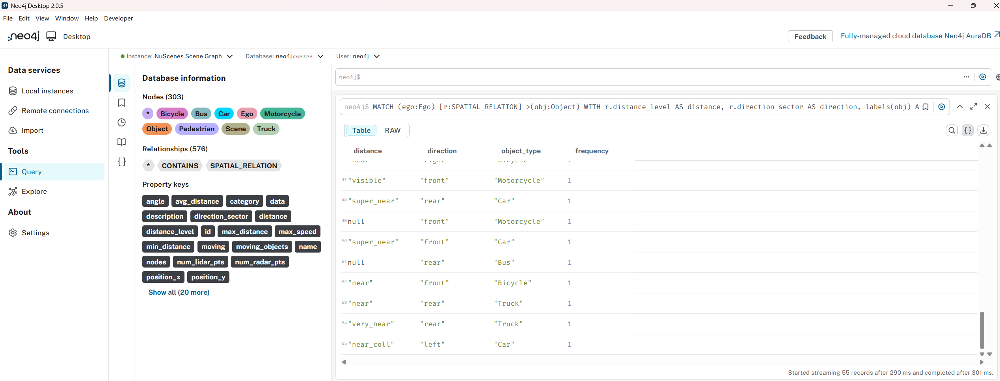 Neo4j Desktop 2.0.5
File Edit View Window Help Developer
neo4j Desktop Feedback Fully-managed cloud database Neo4j AuraDB
Instance: NuScenes Scene Graph Database: neo4j CYPHER 5 User: neo4j
Data services
Local instances
Remote connections
Import
Tools
Query
Explore
About
Settings
Database information
Nodes (303)
* Bicycle Bus Car Ego Motorcycle
Object Pedestrian Scene Truck
Relationships (576)
* CONTAINS SPATIAL_RELATION
Property keys
angle avg_distance category data
description direction_sector distance
distance_level id max_distance max_speed
min_distance moving moving_objects name
nodes num_lidar_pts num_radar_pts
position_x position_y
Show all (20 more)
neo4j$
neo4j$ MATCH (ego:Ego)-[r:SPATIAL_RELATION]->(obj:Object) WITH r.distance_level AS distance, r.direction_sector AS direction, labels(obj) A
Table RAW
distance direction object_type frequency
"near" "right" "Bicycle" 1
47 "visible" "front" "Motorcycle" 1
48 "super_near" "rear" "Car" 1
49 null "front" "Motorcycle" 1
50 "super_near" "front" "Car" 1
51 null "rear" "Bus" 1
52 "near" "front" "Bicycle" 1
53 "near" "rear" "Truck" 1
54 "very_near" "rear" "Truck" 1
55 "near_coll" "left" "Car" 1
Started streaming 55 records after 290 ms and completed after 301 ms.